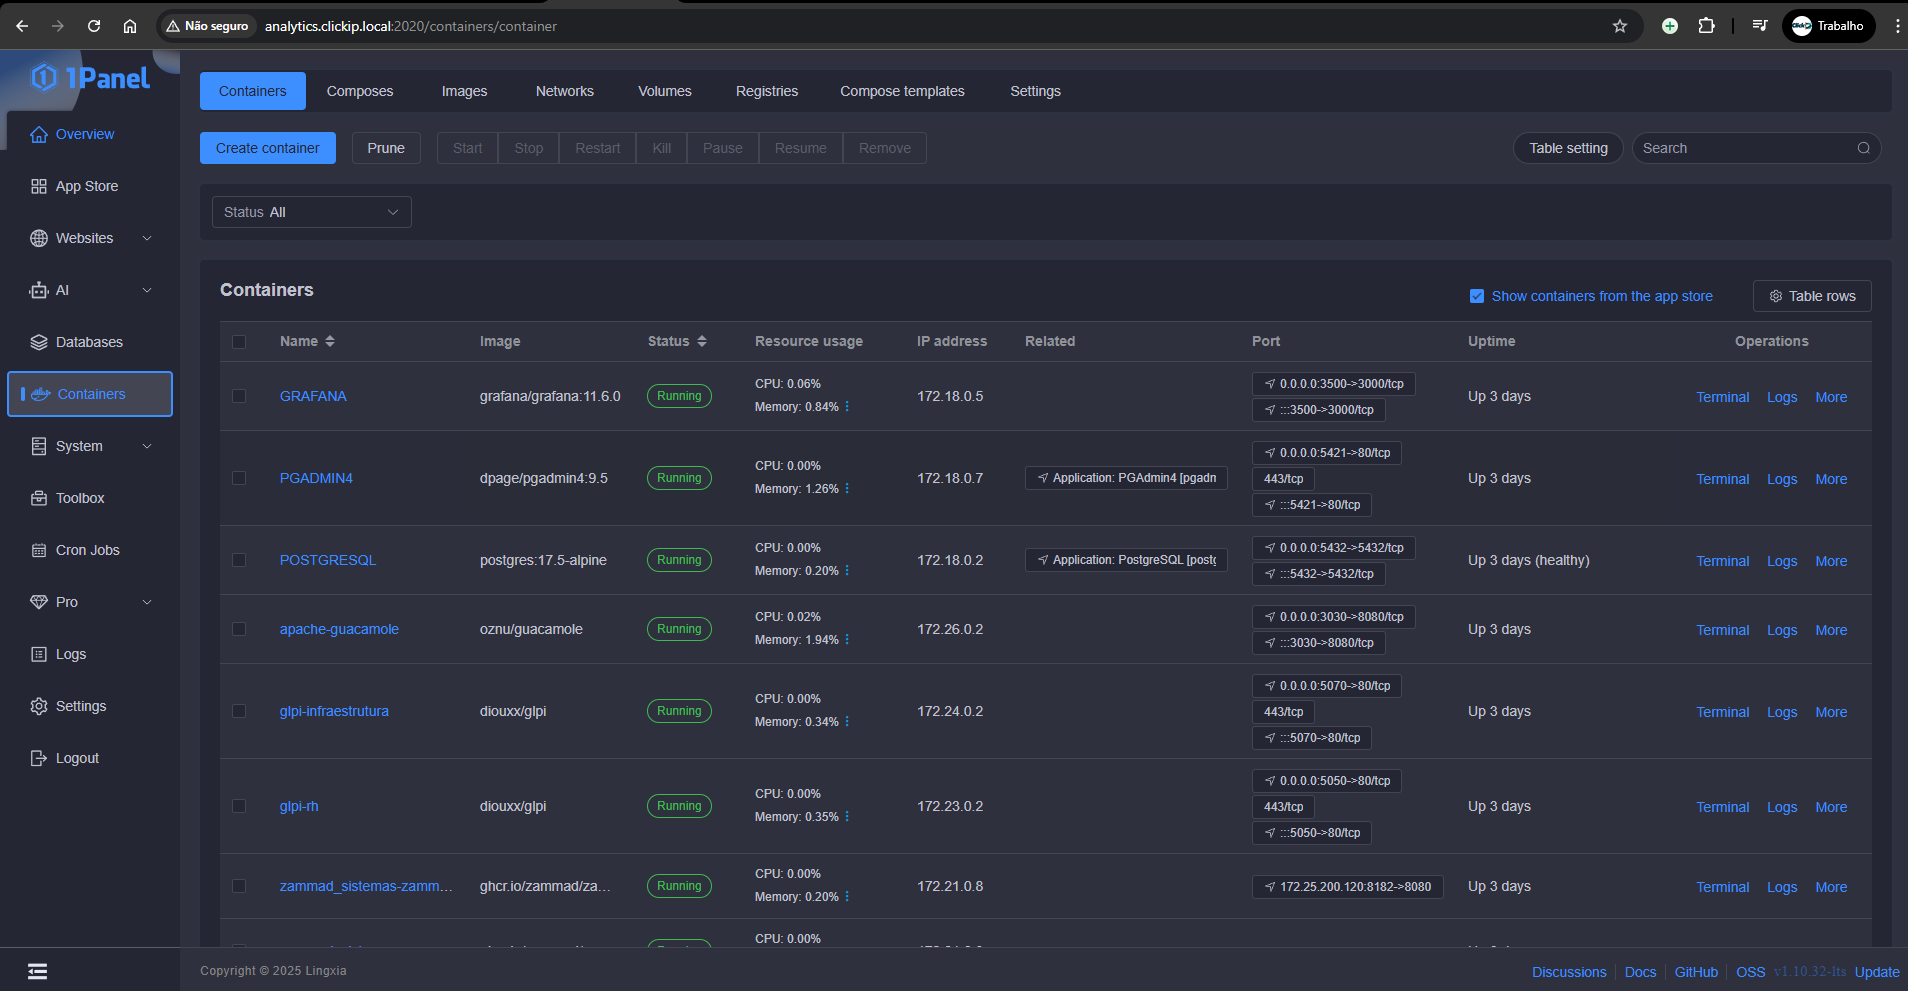 Não seguro analytics.clickip.local:2020/containers/container Trabalho
1Panel
Overview
App Store
Websites
AI
Databases
Containers
System
Toolbox
Cron Jobs
Pro
Logs
Settings
Logout
Containers Composes Images Networks Volumes Registries Compose templates Settings
Create container Prune Start Stop Restart Kill Pause Resume Remove Table setting Search
Status All
Containers
Show containers from the app store Table rows
Name Image Status Resource usage IP address Related Port Uptime Operations
GRAFANA grafana/grafana:11.6.0 Running CPU: 0.06% Memory: 0.84% 172.18.0.5 0.0.0.0:3500->3000/tcp :::3500->3000/tcp Up 3 days Terminal Logs More
PGADMIN4 dpage/pgadmin4:9.5 Running CPU: 0.00% Memory: 1.26% 172.18.0.7 Application: PGAdmin4 [pgadm 0.0.0.0:5421->80/tcp 443/tcp :::5421->80/tcp Up 3 days Terminal Logs More
POSTGRESQL postgres:17.5-alpine Running CPU: 0.00% Memory: 0.20% 172.18.0.2 Application: PostgreSQL [postg 0.0.0.0:5432->5432/tcp :::5432->5432/tcp Up 3 days (healthy) Terminal Logs More
apache-guacamole oznu/guacamole Running CPU: 0.02% Memory: 1.94% 172.26.0.2 0.0.0.0:3030->8080/tcp :::3030->8080/tcp Up 3 days Terminal Logs More
glpi-infraestrutura diouxx/glpi Running CPU: 0.00% Memory: 0.34% 172.24.0.2 0.0.0.0:5070->80/tcp 443/tcp :::5070->80/tcp Up 3 days Terminal Logs More
glpi-rh diouxx/glpi Running CPU: 0.00% Memory: 0.35% 172.23.0.2 0.0.0.0:5050->80/tcp 443/tcp :::5050->80/tcp Up 3 days Terminal Logs More
zammad_sistemas-zamm... ghcr.io/zammad/za... Running CPU: 0.00% Memory: 0.20% 172.21.0.8 172.25.200.120:8182->8080 Up 3 days Terminal Logs More
CPU: 0.00%
Copyright © 2025 Lingxia Discussions Docs GitHub OSS v1.10.32-lts Update